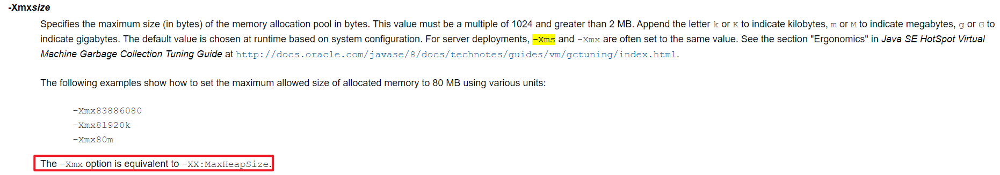 -Xmxsize
Specifies the maximum size (in bytes) of the memory allocation pool in bytes. This value must be a multiple of 1024 and greater than 2 MB. Append the letter k or K to indicate kilobytes, m or M to indicate megabytes, g or G to
indicate gigabytes. The default value is chosen at runtime based on system configuration. For server deployments, -Xms and -Xmx are often set to the same value. See the section "Ergonomics" in Java SE HotSpot Virtual
Machine Garbage Collection Tuning Guide at http://docs.oracle.com/javase/8/docs/technotes/guides/vm/gctuning/index.html.
The following examples show how to set the maximum allowed size of allocated memory to 80 MB using various units:
-Xmx83886080
-Xmx81920k
-Xmx80m
The -Xmx option is equivalent to -XX:MaxHeapSize.